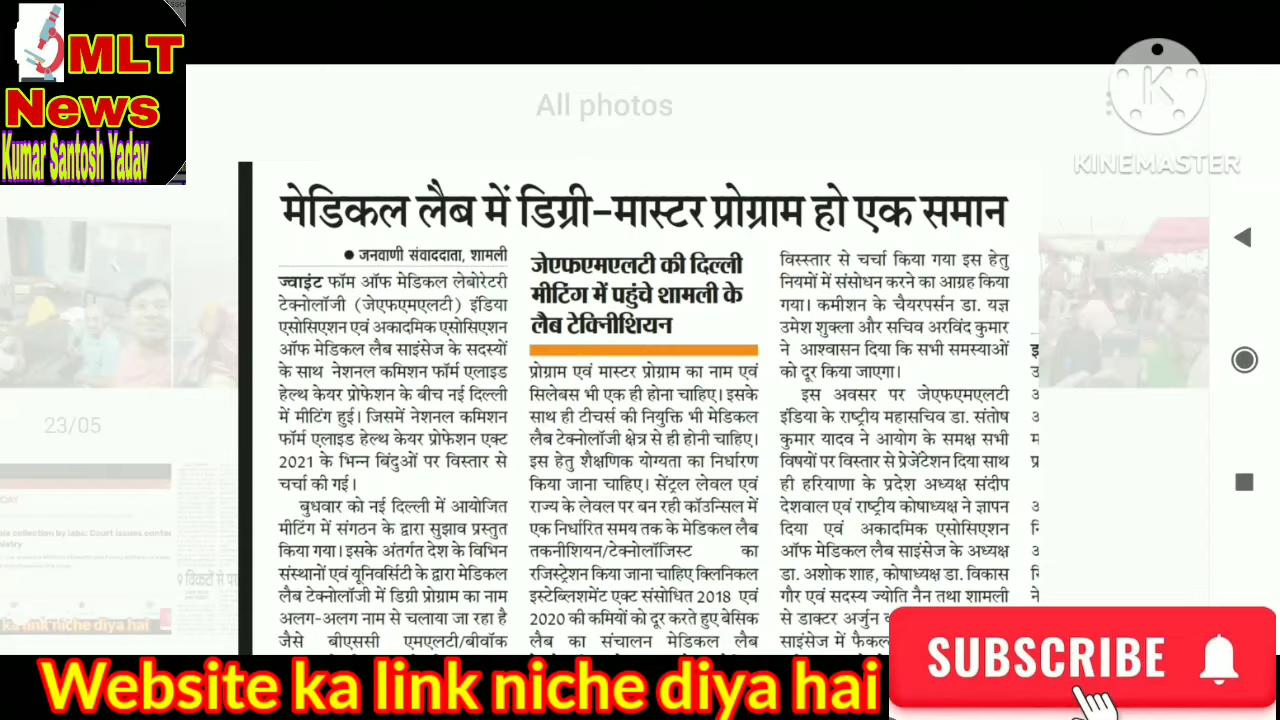 MLT
News
Kumar Santosh Yadav
All photos
K
KINEMASTER
मेडिकल लैब में डिग्री-मास्टर प्रोग्राम हो एक समान
● जनवाणी संवाददाता, शामली
ज्वाइंट फॉम ऑफ मेडिकल लेबोरेटरी
टेक्नोलॉजी (जेएफएमएलटी) इंडिया
एसोसिएशन एवं अकादमिक एसोसिएशन
ऑफ मेडिकल लैब साइंसेज के सदस्यों
के साथ नेशनल कमिशन फॉर्म एलाइड
हेल्थ केयर प्रोफेशन के बीच नई दिल्ली
में मीटिंग हुई। जिसमें नेशनल कमिशन
फॉर्म एलाइड हेल्थ केयर प्रोफेशन एक्ट
2021 के भिन्न बिंदुओं पर विस्तार से
चर्चा की गई।
बुधवार को नई दिल्ली में आयोजित
मीटिंग में संगठन के द्वारा सुझाव प्रस्तुत
किया गया। इसके अंतर्गत देश के विभिन
संस्थानों एवं यूनिवर्सिटी के द्वारा मेडिकल
लैब टेक्नोलॉजी में डिग्री प्रोग्राम का नाम
अलग-अलग नाम से चलाया जा रहा है
जैसे बीएससी एमएलटी/बीवॉक
जेएफएमएलटी की दिल्ली
मीटिंग में पहुंचे शामली के
लैब टेक्निीशियन
प्रोग्राम एवं मास्टर प्रोग्राम का नाम एवं
सिलेबस भी एक ही होना चाहिए। इसके
साथ ही टीचर्स की नियुक्ति भी मेडिकल
लैब टेक्नोलॉजी क्षेत्र से ही होनी चाहिए।
इस हेतु शैक्षणिक योग्यता का निर्धारण
किया जाना चाहिए। सेंट्रल लेवल एवं
राज्य के लेवल पर बन रही कॉउन्सिल में
एक निर्धारित समय तक के मेडिकल लैब
तकनीशियन/टेक्नोलॉजिस्ट का
रजिस्ट्रेशन किया जाना चाहिए क्लिनिकल
इस्टेब्लिशमेंट एक्ट संसोधित 2018 एवं
2020 की कमियों को दूर करते हुए बेसिक
लैब का संचालन मेडिकल लैब
विस्स्तार से चर्चा किया गया इस हेतु
नियमों में संसोधन करने का आग्रह किया
गया। कमीशन के चैयरपर्सन डा. यज्ञ
उमेश शुक्ला और सचिव अरविंद कुमार
ने आश्वासन दिया कि सभी समस्याओं
को दूर किया जाएगा।
इस अवसर पर जेएफएमएलटी
इंडिया के राष्ट्रीय महासचिव डा. संतोष
कुमार यादव ने आयोग के समक्ष सभी
विषयों पर विस्तार से प्रेजेंटेशन दिया साथ
ही हरियाणा के प्रदेश अध्यक्ष संदीप
देशवाल एवं राष्ट्रीय कोषाध्यक्ष ने ज्ञापन
दिया एवं अकादमिक एसोसिएशन
ऑफ मेडिकल लैब साइंसेज के अध्यक्ष
डा. अशोक शाह, कोषाध्यक्ष डा. विकास
गौर एवं सदस्य ज्योति नैन तथा शामली
से डाक्टर अर्जुन
साइंसेज में
23/05
ka link niche diya hai
Website ka link niche diya hai
SUBSCRIBE